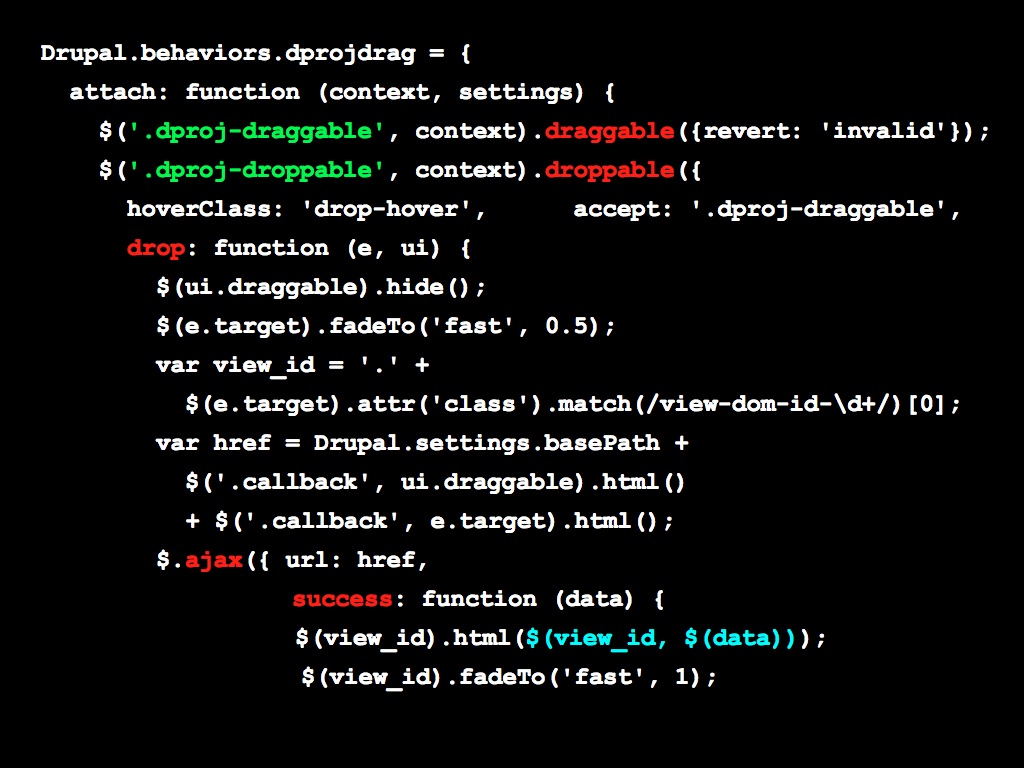 Drupal.behaviors.dprojdrag = {
attach: function (context, settings) {
$('.dproj-draggable', context).draggable({revert: 'invalid'});
$('.dproj-droppable', context).droppable({
hoverClass: 'drop-hover', accept: '.dproj-draggable',
drop: function (e, ui) {
$(ui.draggable).hide();
$(e.target).fadeTo('fast', 0.5);
var view_id = '.' +
$(e.target).attr('class').match(/view-dom-id-\d+/)[0];
var href = Drupal.settings.basePath +
$('.callback', ui.draggable).html()
+ $('.callback', e.target).html();
$.ajax({ url: href,
success: function (data) {
$(view_id).html($(view_id, $(data)));
$(view_id).fadeTo('fast', 1);